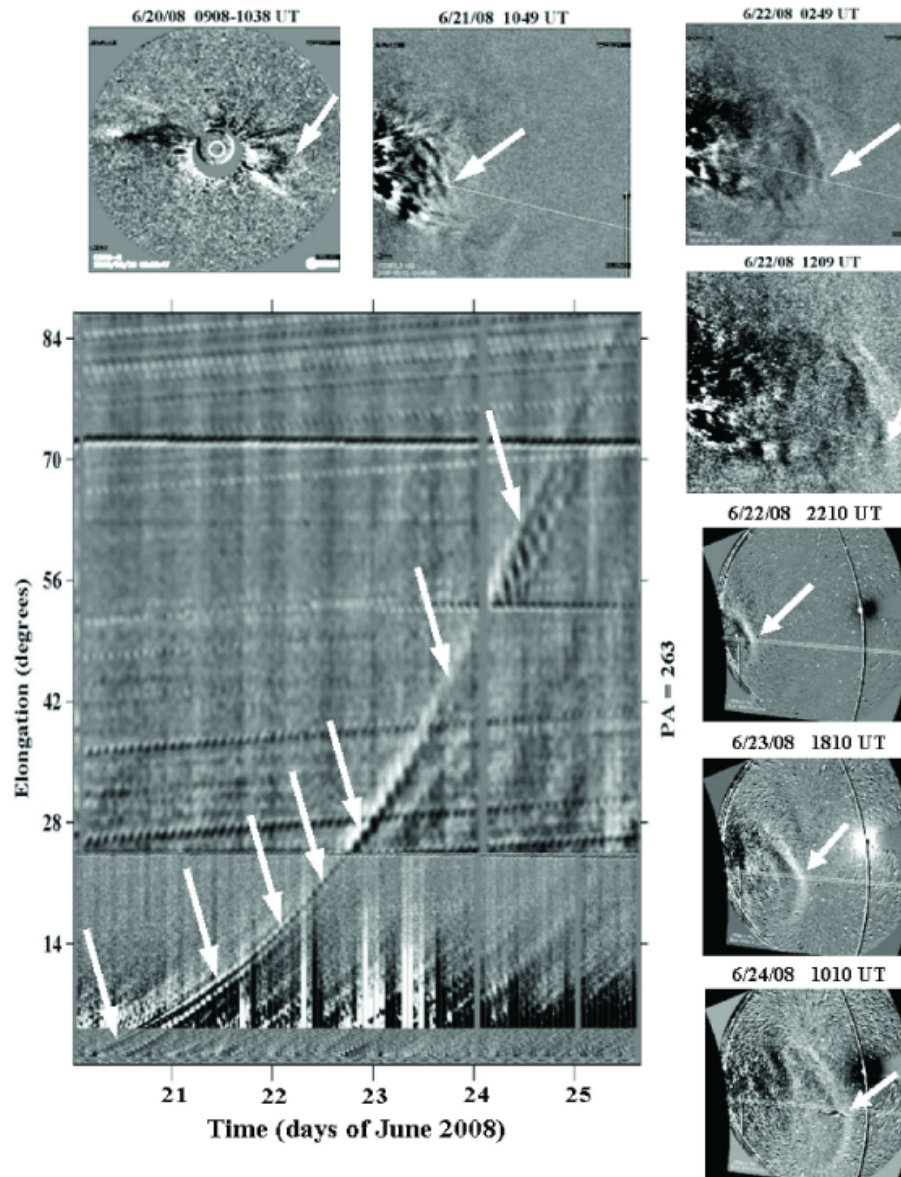 6/20/08 0908-1038 UT
6/21/08 1049 UT
6/22/08 0249 UT
6/22/08 1209 UT
6/22/08 2210 UT
6/23/08 1810 UT
6/24/08 1010 UT
84
70
56
42
28
14
Elongation (degrees)
PA = 263
21 22 23 24 25
Time (days of June 2008)